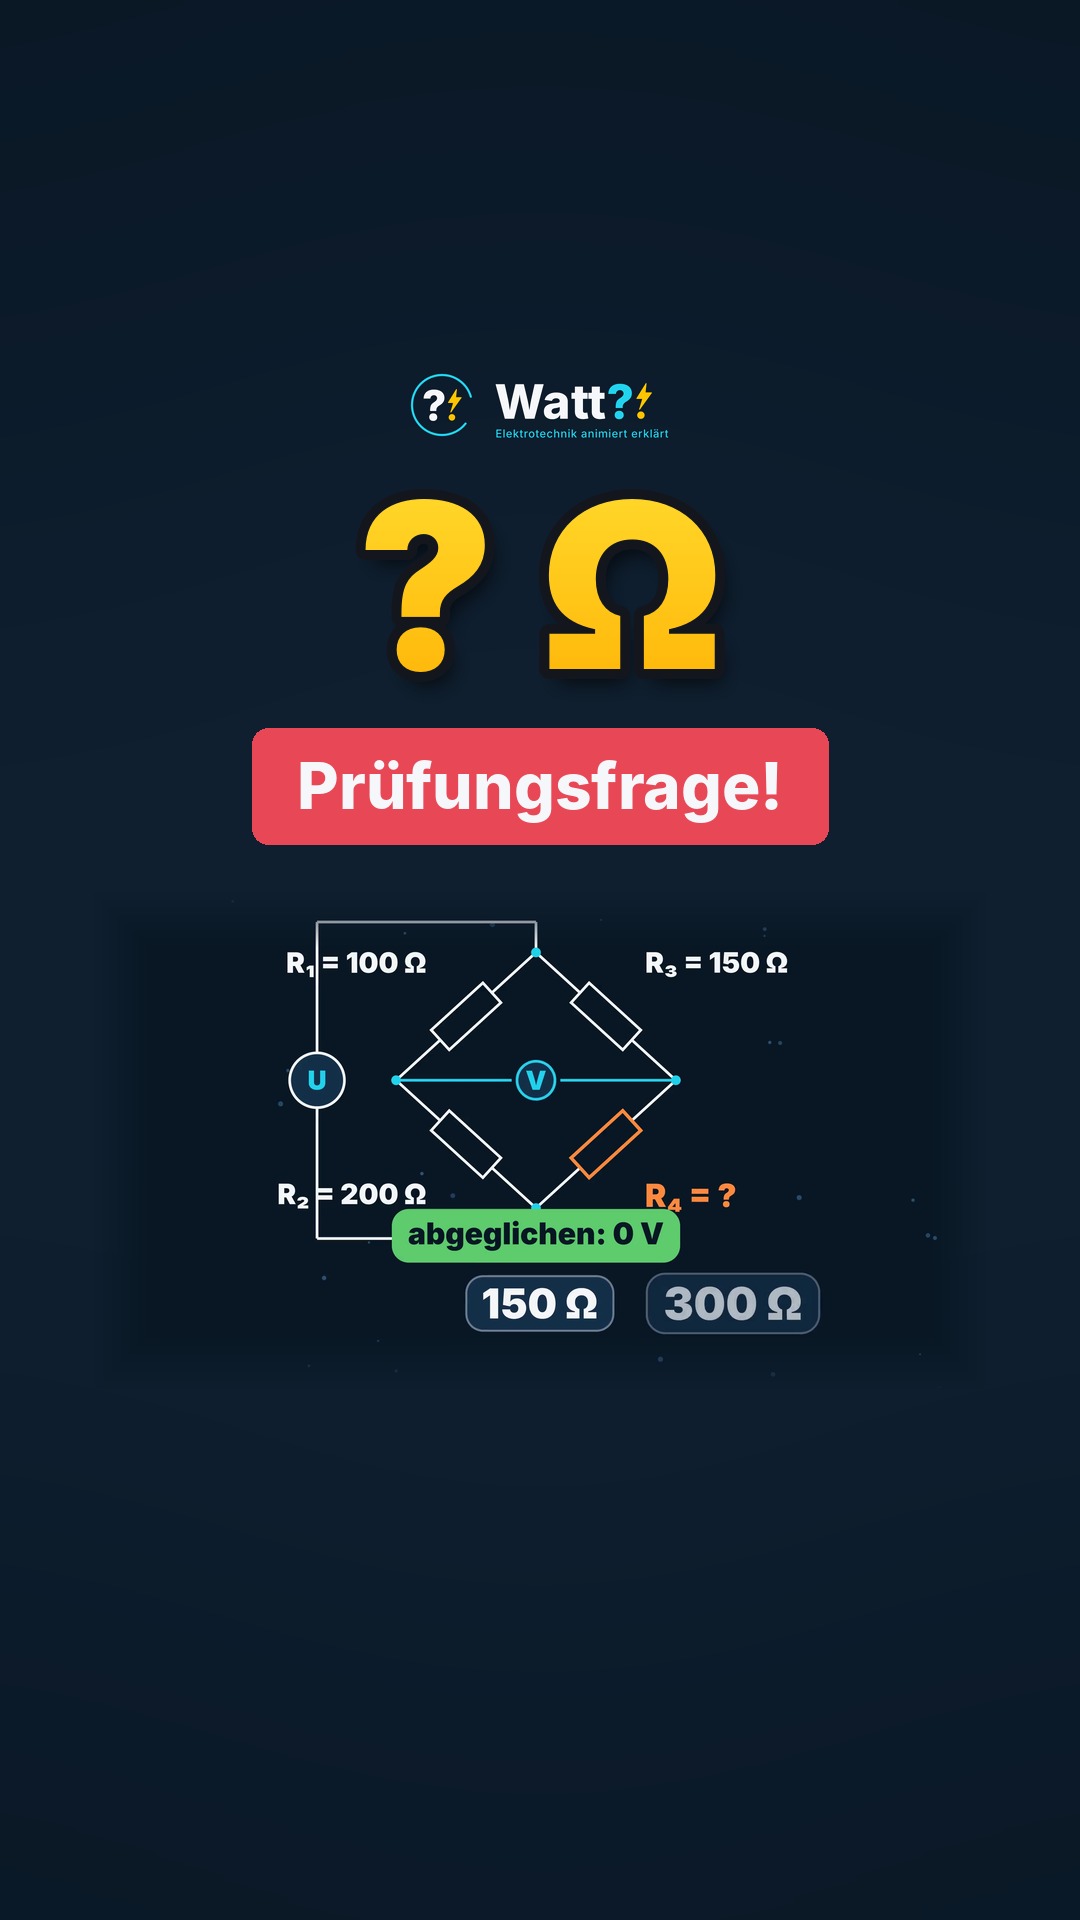 ?
Watt?
Elektrotechnik animiert erklärt
? Ω
Prüfungsfrage!
R₁ = 100 Ω
R₃ = 150 Ω
U
V
R₂ = 200 Ω
R₄ = ?
abgeglichen: 0 V
150 Ω
300 Ω